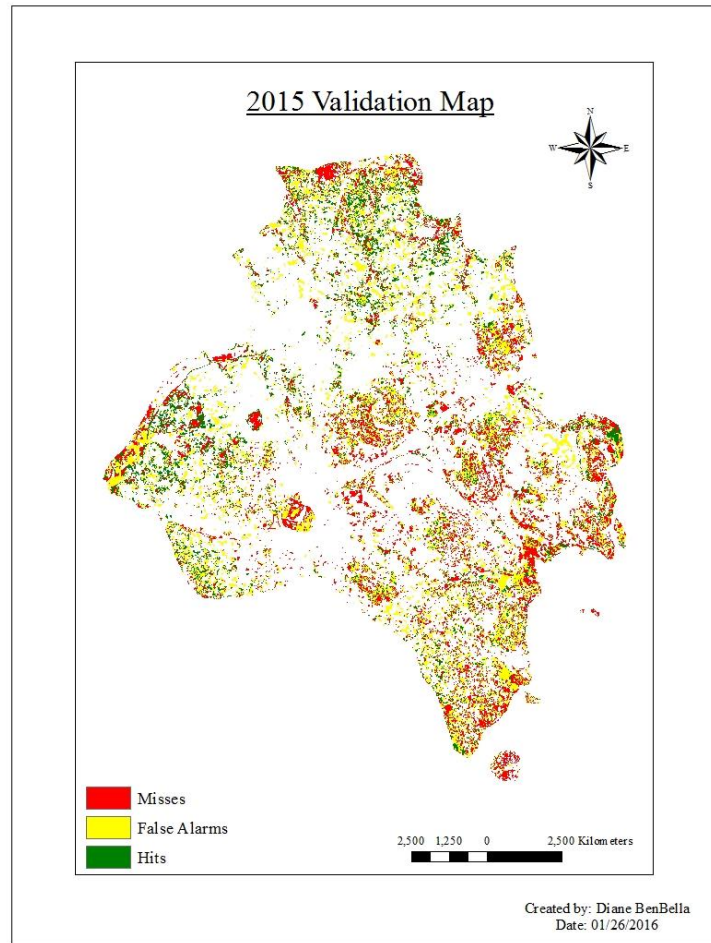 2015 Validation Map
N
W E
S
Misses
False Alarms
Hits
2,500 1,250 0 2,500 Kilometers
Created by: Diane BenBella
Date: 01/26/2016